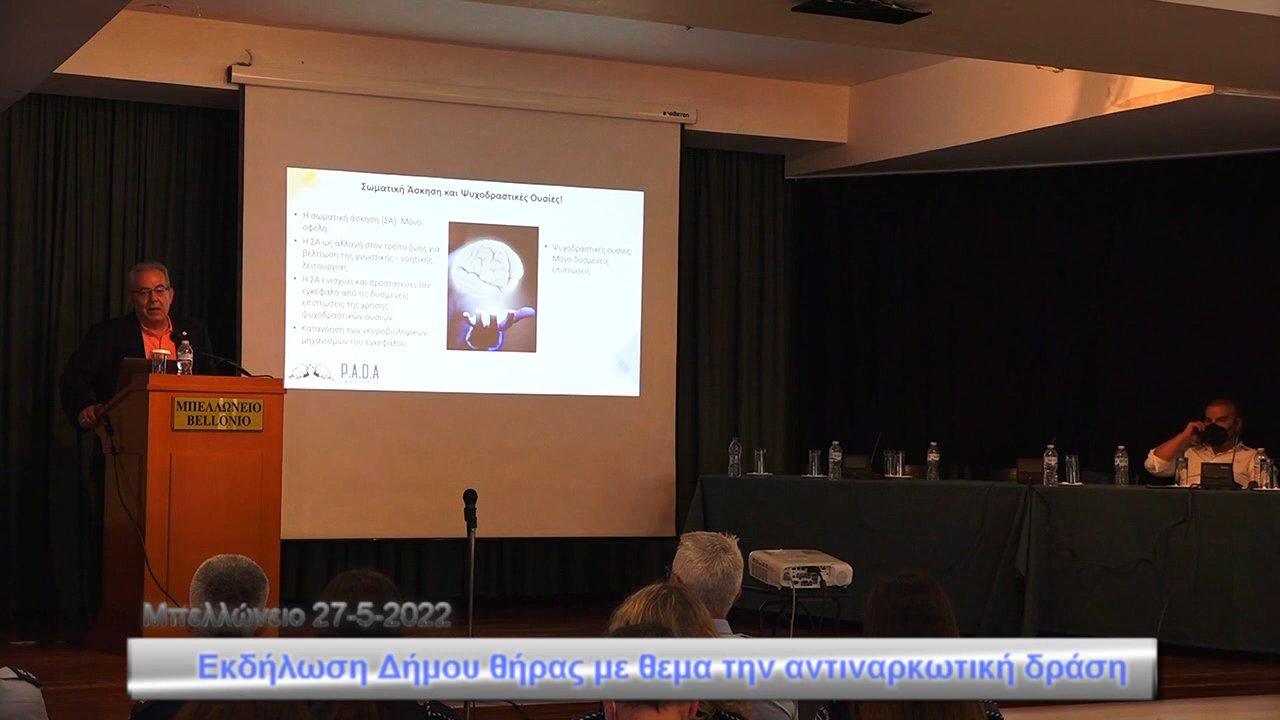 Σωματική Άσκηση και Ψυχοδραστικές Ουσίες!
• Η σωματική άσκηση (ΣΑ): Μόνο
οφέλη.
• Η ΣΑ ως αλλαγή στον τρόπο ζωής για
βελτίωση της γνωστικής - νοητικής
λειτουργίας
• Η ΣΑ ενισχύει και προστατεύει τον
εγκέφαλο από τις δυσμενείς
επιπτώσεις της χρήσης
ψυχοδραστικών ουσιών
• Κατανόηση των νευροβιολογικών
μηχανισμών του εγκεφάλου
• Ψυχοδραστικές ουσίες:
Μόνο δυσμενείς
επιπτώσεις
P.A.D.A
ΜΠΕΛΛΩΝΕΙΟ
BELLONIO
Μπελλώνειο 27-5-2022
Εκδήλωση Δήμου θήρας με θεμα την αντιναρκωτική δράση